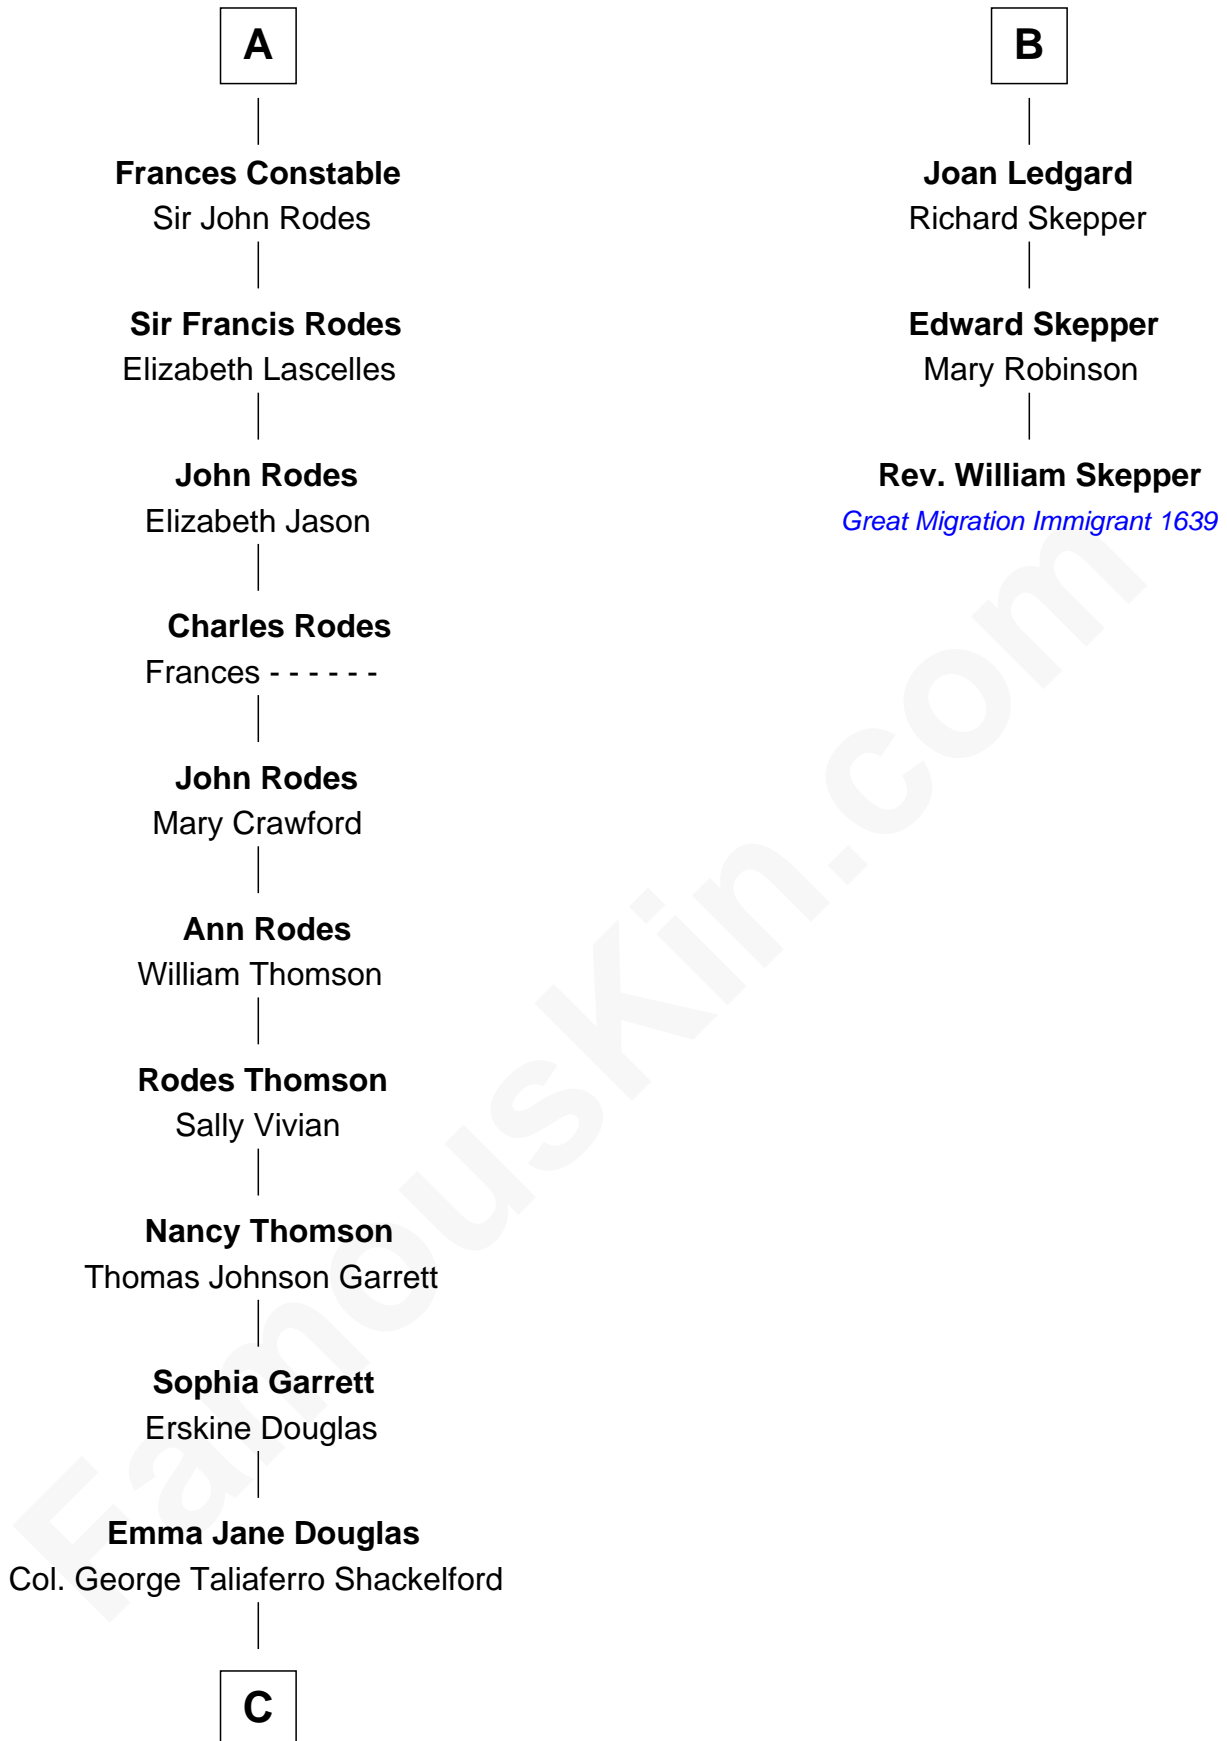 A
Frances Constable
Sir John Rodes
Sir Francis Rodes
Elizabeth Lascelles
John Rodes
Elizabeth Jason
Charles Rodes
Frances - - - - - -
John Rodes
Mary Crawford
Ann Rodes
William Thomson
Rodes Thomson
Sally Vivian
Nancy Thomson
Thomas Johnson Garrett
Sophia Garrett
Erskine Douglas
Emma Jane Douglas
Col. George Taliaferro Shackelford
C
B
Joan Ledgard
Richard Skepper
Edward Skepper
Mary Robinson
Rev. William Skepper
Great Migration Immigrant 1639
FamousKin.com